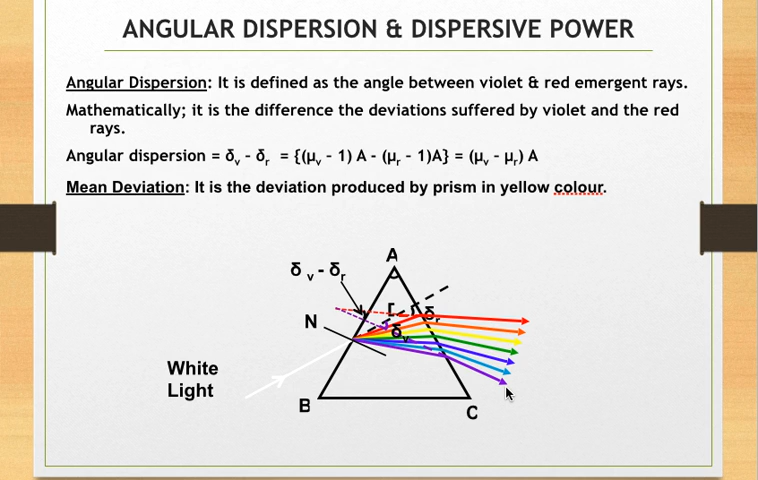 ANGULAR DISPERSION & DISPERSIVE POWER
Angular Dispersion: It is defined as the angle between violet & red emergent rays.
Mathematically; it is the difference the deviations suffered by violet and the red
rays.
Angular dispersion = δv - δr = {(μv - 1) A - (μr - 1)A} = (μv - μr) A
Mean Deviation: It is the deviation produced by prism in yellow colour.
A
δ v - δr
δr
N
δv
White
Light
B
C